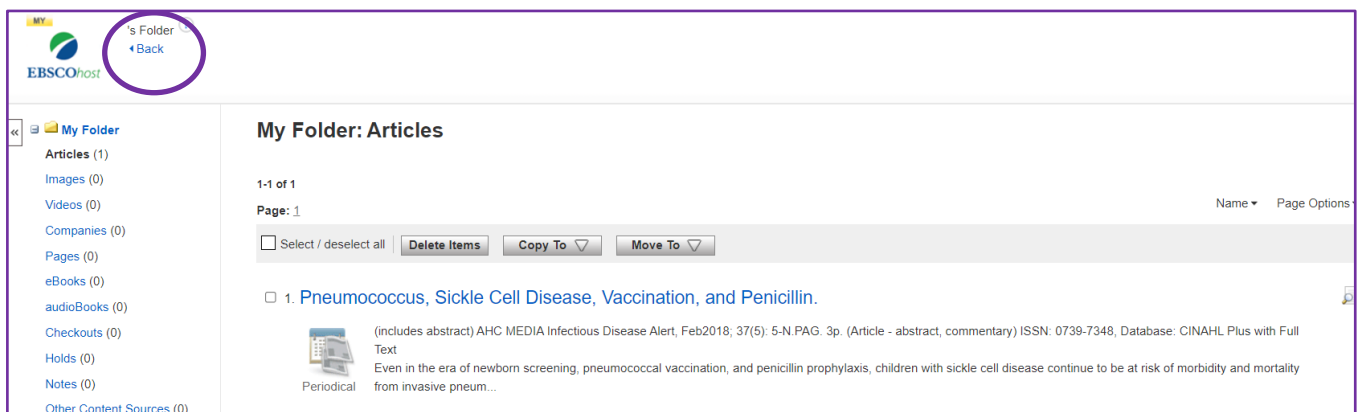 MY
's Folder
Back
EBSCOhost
«
My Folder
Articles (1)
Images (0)
Videos (0)
Companies (0)
Pages (0)
eBooks (0)
audioBooks (0)
Checkouts (0)
Holds (0)
Notes (0)
Other Content Sources (0)
My Folder: Articles
1-1 of 1
Page: 1
Name Page Options
Select / deselect all Delete Items Copy To Move To
1. Pneumococcus, Sickle Cell Disease, Vaccination, and Penicillin.
(includes abstract) AHC MEDIA Infectious Disease Alert, Feb2018; 37(5): 5-N.PAG. 3p. (Article - abstract, commentary) ISSN: 0739-7348, Database: CINAHL Plus with Full
Text
Even in the era of newborn screening, pneumococcal vaccination, and penicillin prophylaxis, children with sickle cell disease continue to be at risk of morbidity and mortality
from invasive pneum...
Periodical